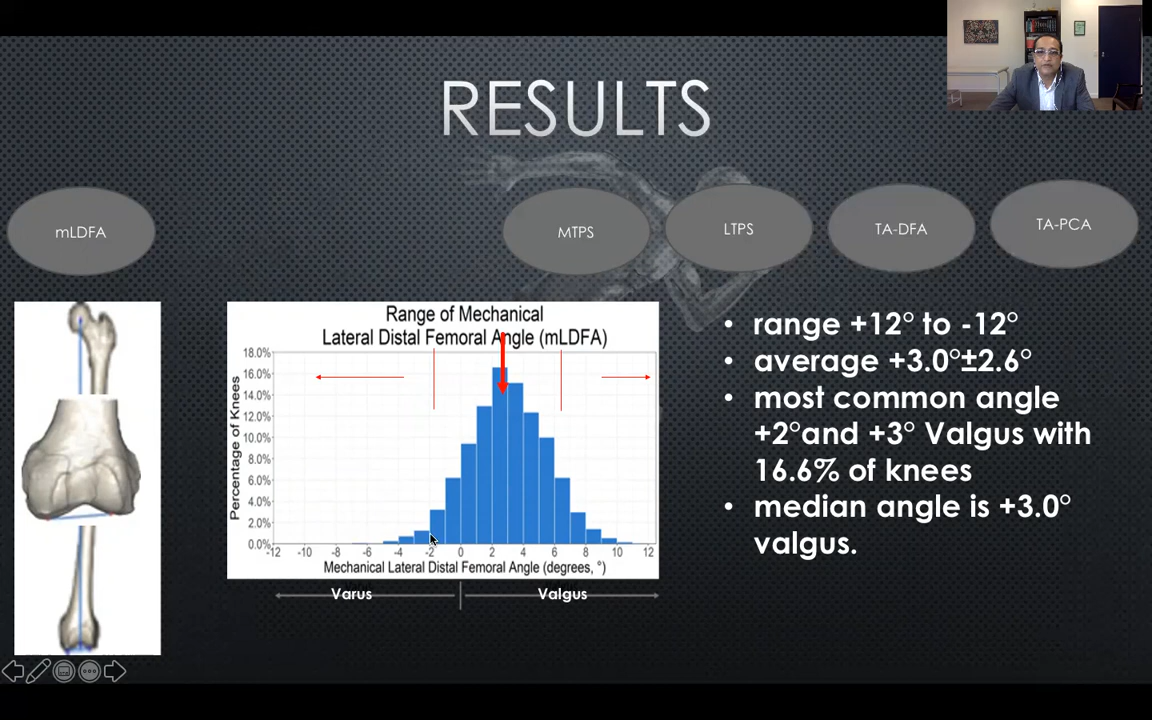 RESULTS
mLDFA
MTPS
LTPS
TA-DFA
TA-PCA
Range of Mechanical
Lateral Distal Femoral Angle (mLDFA)
Percentage of Knees
18.0%
16.0%
14.0%
12.0%
10.0%
8.0%
6.0%
4.0%
2.0%
0.0%
-12 -10 -8 -6 -4 -2 0 2 4 6 8 10 12
Mechanical Lateral Distal Femoral Angle (degrees, °)
Varus
Valgus
• range +12° to -12°
• average +3.0°±2.6°
• most common angle
+2°and +3° Valgus with
16.6% of knees
• median angle is +3.0°
valgus.